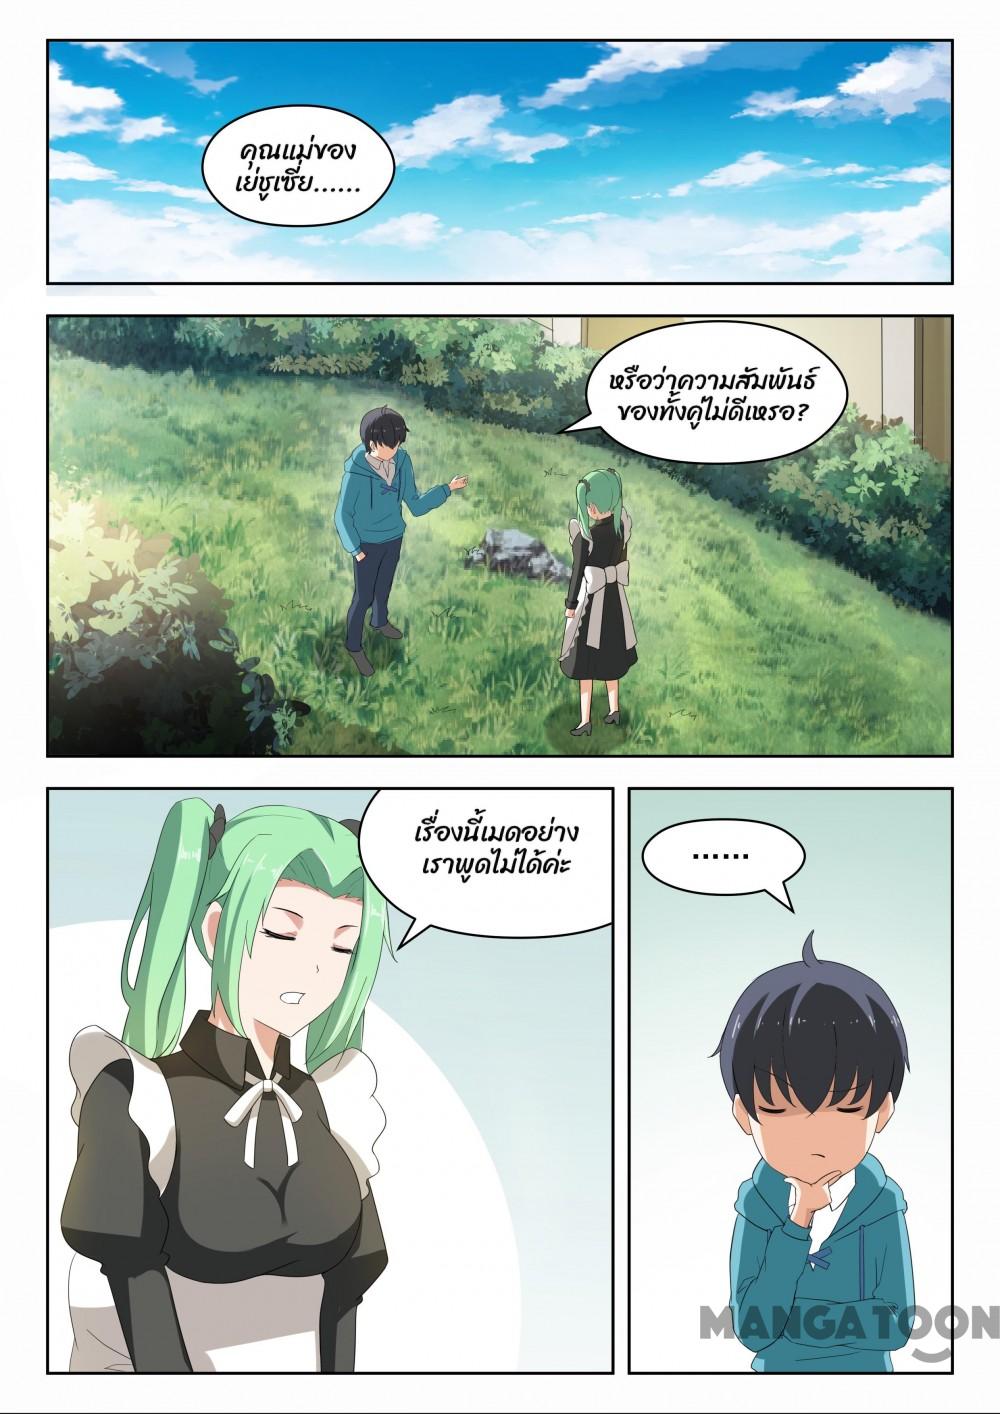 คุณแม่ของ
เย่ชูเซี่ย......
หรือว่าความสัมพันธ์
ของทั้งคู่ไม่ดีเหรอ?
เรื่องนี้เมดอย่าง
เราพูดไม่ได้ค่ะ
......
MANGATOON